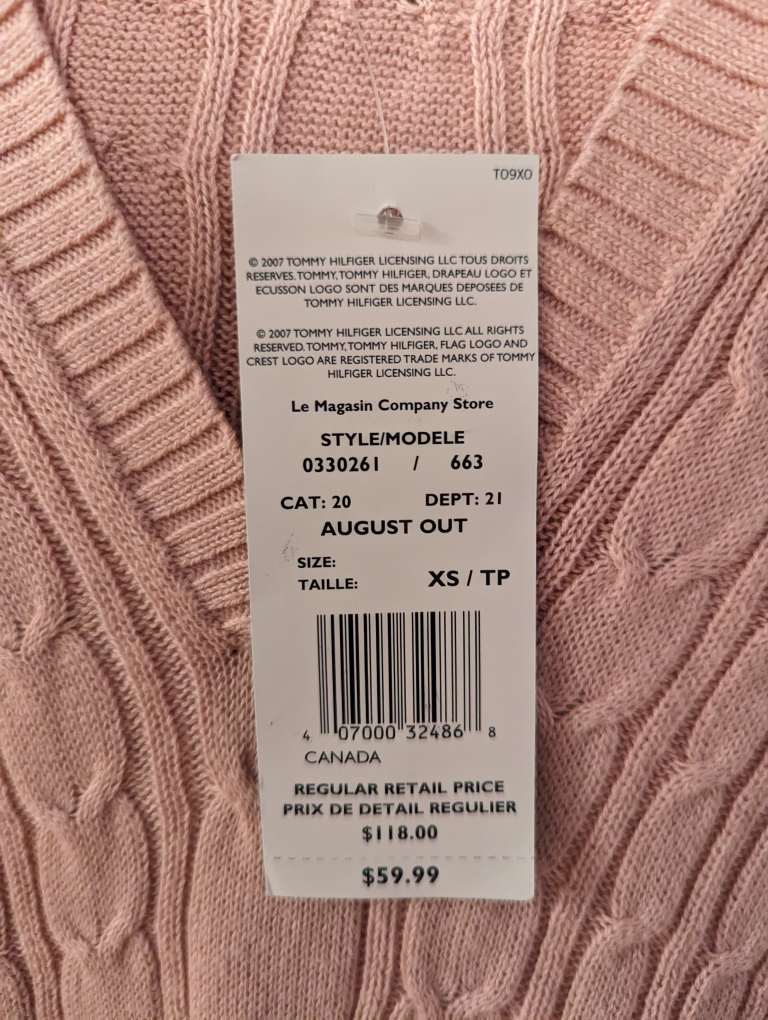 T09X0
© 2007 TOMMY HILFIGER LICENSING LLC TOUS DROITS
RESERVES. TOMMY, TOMMY HILFIGER, DRAPEAU LOGO ET
ECUSSON LOGO SONT DES MARQUES DEPOSEES DE
TOMMY HILFIGER LICENSING LLC.
© 2007 TOMMY HILFIGER LICENSING LLC ALL RIGHTS
RESERVED. TOMMY, TOMMY HILFIGER, FLAG LOGO AND
CREST LOGO ARE REGISTERED TRADE MARKS OF TOMMY
HILFIGER LICENSING LLC.
Le Magasin Company Store
STYLE/MODELE
0330261 / 663
CAT: 20 DEPT: 21
AUGUST OUT
SIZE:
TAILLE: XS / TP
4 07000 32486 8
CANADA
REGULAR RETAIL PRICE
PRIX DE DETAIL REGULIER
$118.00
$59.99